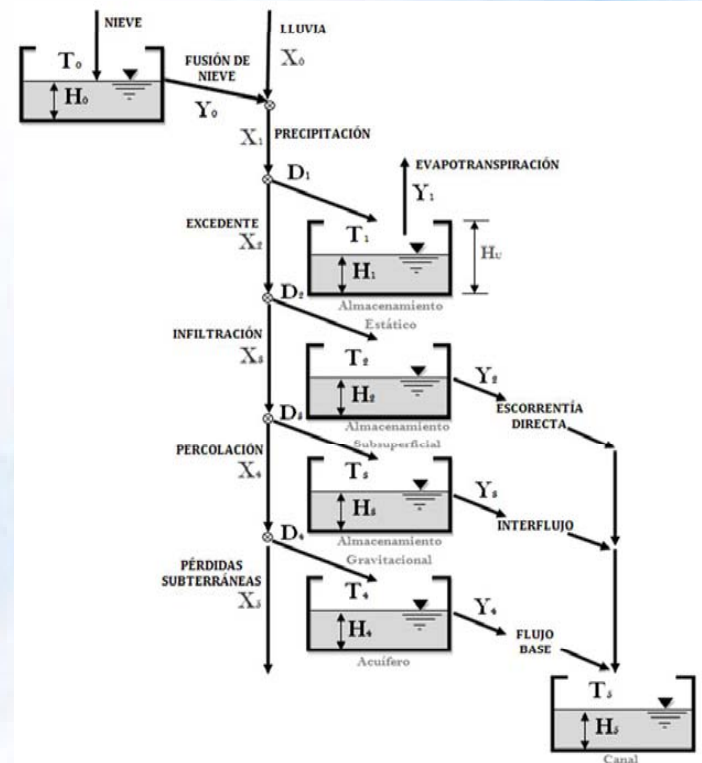 NIEVE
LLUVIA
T₀
FUSIÓN DE
NIEVE
X₀
H₀
Y₀
X₁ PRECIPITACIÓN
D₁
EVAPOTRANSPIRACIÓN
Y₁
EXCEDENTE
X₂
T₁
H₁
Hᵤ
D₂
Almacenamiento
Estático
INFILTRACIÓN
X₃
T₂
H₂
Y₂
ESCORRENTÍA
DIRECTA
D₃
Almacenamiento
Subsuperficial
PERCOLACIÓN
X₄
T₃
H₃
Y₃
INTERFLUJO
D₄
Almacenamiento
Gravitacional
PÉRDIDAS
SUBTERRÁNEAS
X₅
T₄
H₄
Y₄
FLUJO
BASE
Acuífero
T₅
H₅
Canal